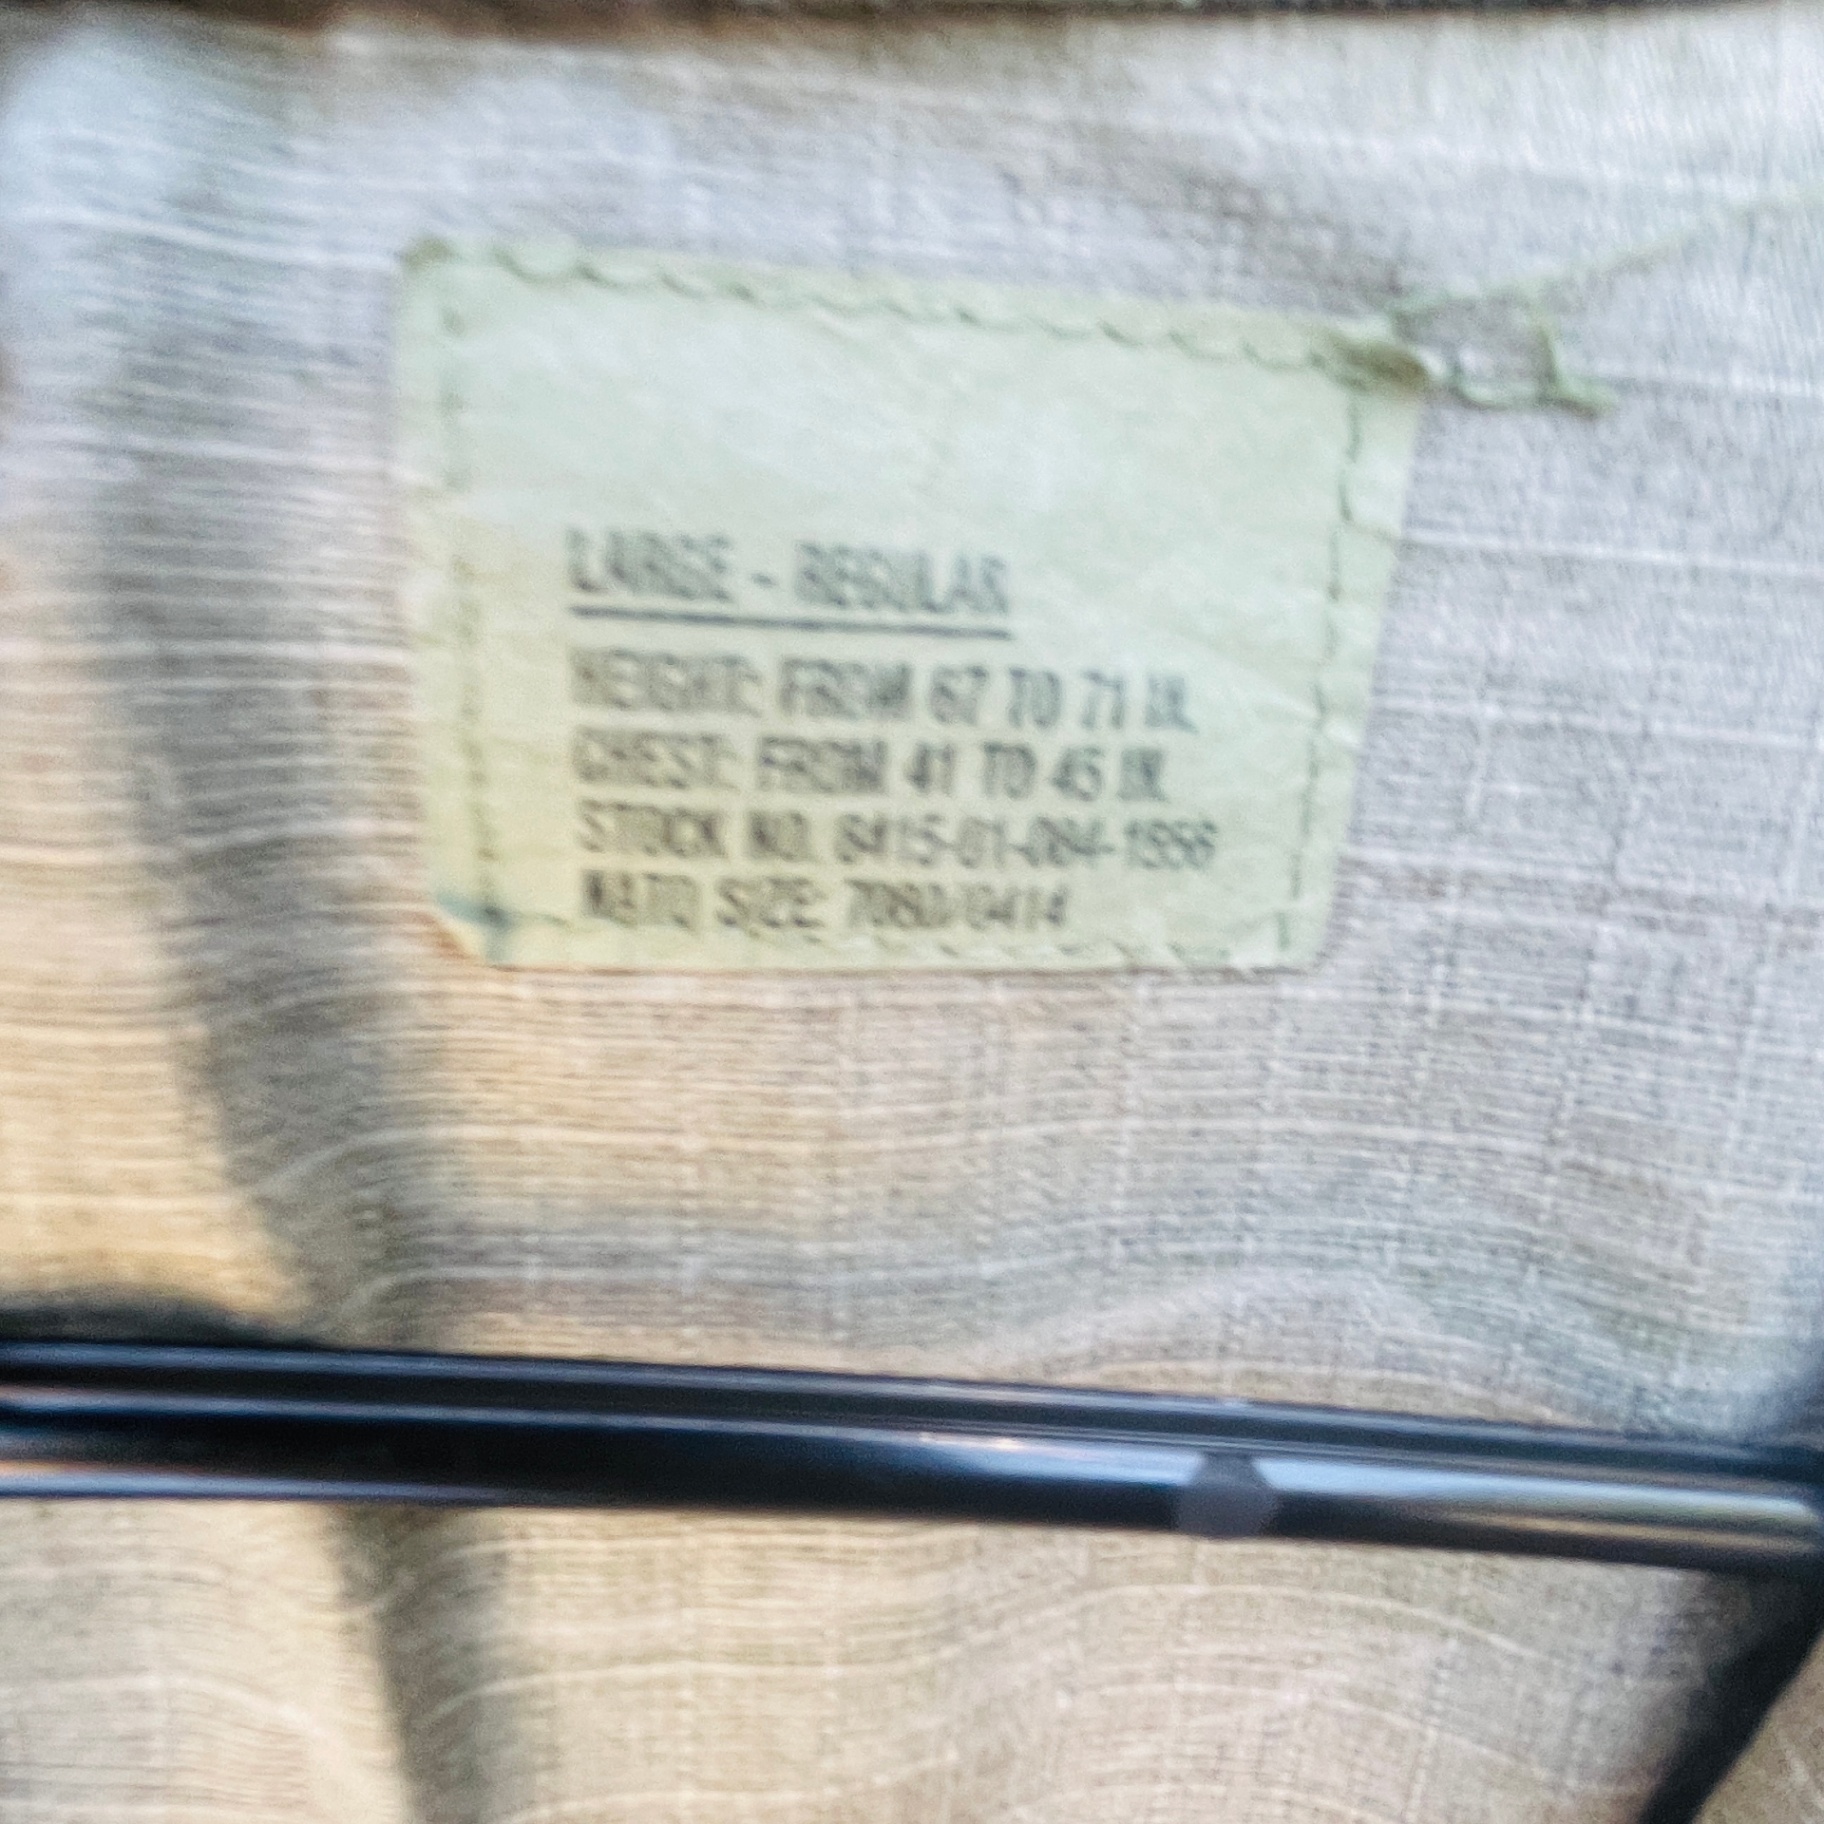 LARGE - REGULAR
HEIGHT: FROM 67 TO 71 IN.
CHEST: FROM 41 TO 45 IN.
STOCK NO. 8415-01-084-1656
NATO SIZE: 7080/0414